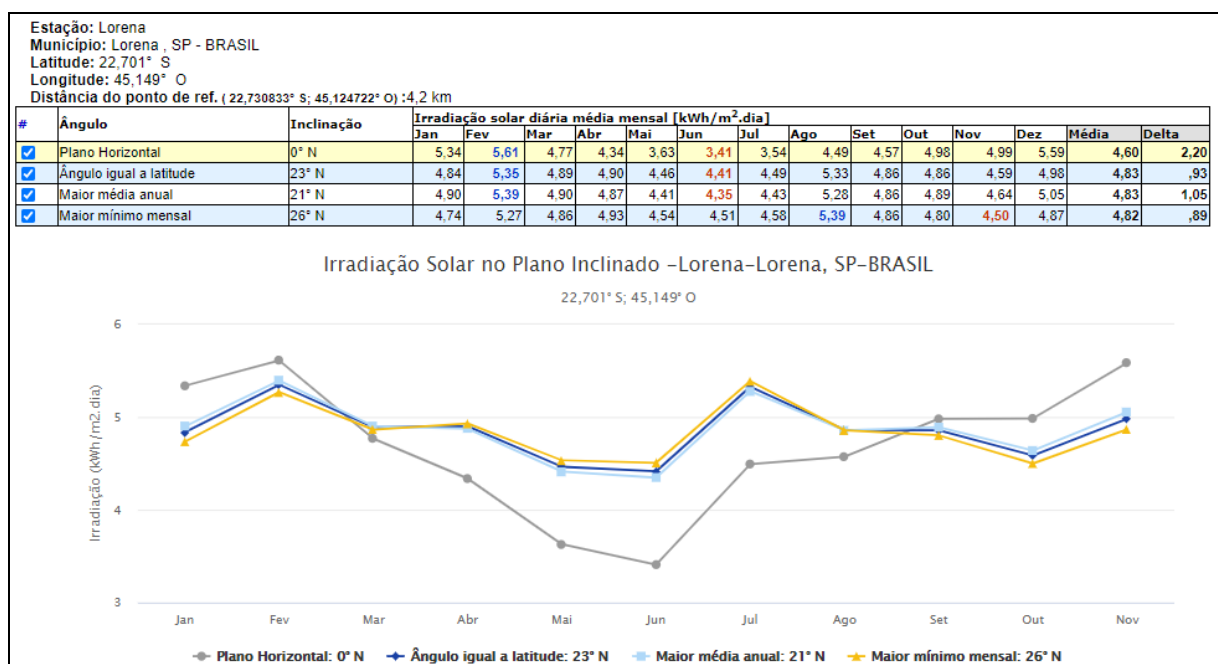 Estação: Lorena
Município: Lorena , SP - BRASIL
Latitude: 22,701° S
Longitude: 45,149° O
Distância do ponto de ref. ( 22,730833° S; 45,124722° O) :4,2 km
# Ângulo Inclinação Irradiação solar diária média mensal [kWh/m².dia]
Jan Fev Mar Abr Mai Jun Jul Ago Set Out Nov Dez Média Delta
Plano Horizontal 0° N 5,34 5,61 4,77 4,34 3,63 3,41 3,54 4,49 4,57 4,98 4,99 5,59 4,60 2,20
Ângulo igual a latitude 23° N 4,84 5,35 4,89 4,90 4,46 4,41 4,49 5,33 4,86 4,86 4,59 4,98 4,83 ,93
Maior média anual 21° N 4,90 5,39 4,90 4,87 4,41 4,35 4,43 5,28 4,86 4,89 4,64 5,05 4,83 1,05
Maior mínimo mensal 26° N 4,74 5,27 4,86 4,93 4,54 4,51 4,58 5,39 4,86 4,80 4,50 4,87 4,82 ,89
Irradiação Solar no Plano Inclinado –Lorena–Lorena, SP–BRASIL
22,701° S; 45,149° O
Irradiação (kWh/m2.dia)
6
5
4
3
Jan Fev Mar Abr Mai Jun Jul Ago Set Out Nov
Plano Horizontal: 0° N Ângulo igual a latitude: 23° N Maior média anual: 21° N Maior mínimo mensal: 26° N